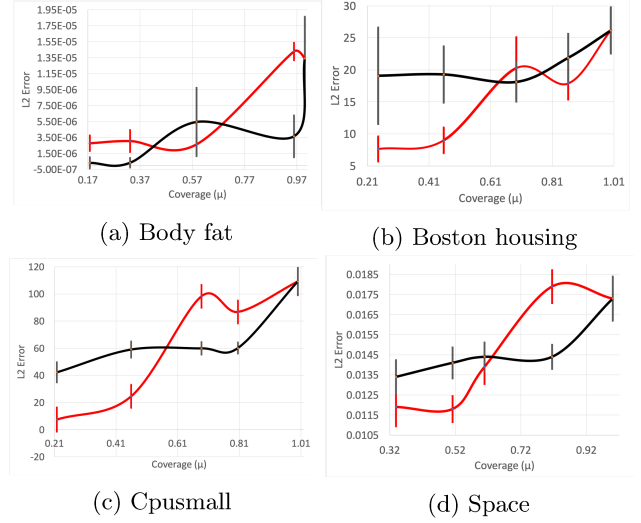 1.95E-05
1.75E-05
1.55E-05
1.35E-05
1.15E-05
9.50E-06
7.50E-06
5.50E-06
3.50E-06
1.50E-06
-5.00E-07
L2 Error
0.17 0.37 0.57 0.77 0.97
Coverage (μ)
(a) Body fat
30
25
20
15
10
5
L2 Error
0.21 0.41 0.61 0.81 1.01
Coverage (μ)
(b) Boston housing
120
100
80
60
40
20
0
-20
L2 Error
0.21 0.41 0.61 0.81 1.01
Coverage (μ)
(c) Cpusmall
0.0185
0.0175
0.0165
0.0155
0.0145
0.0135
0.0125
0.0115
0.0105
L2 Error
0.32 0.52 0.72 0.92
Coverage (μ)
(d) Space